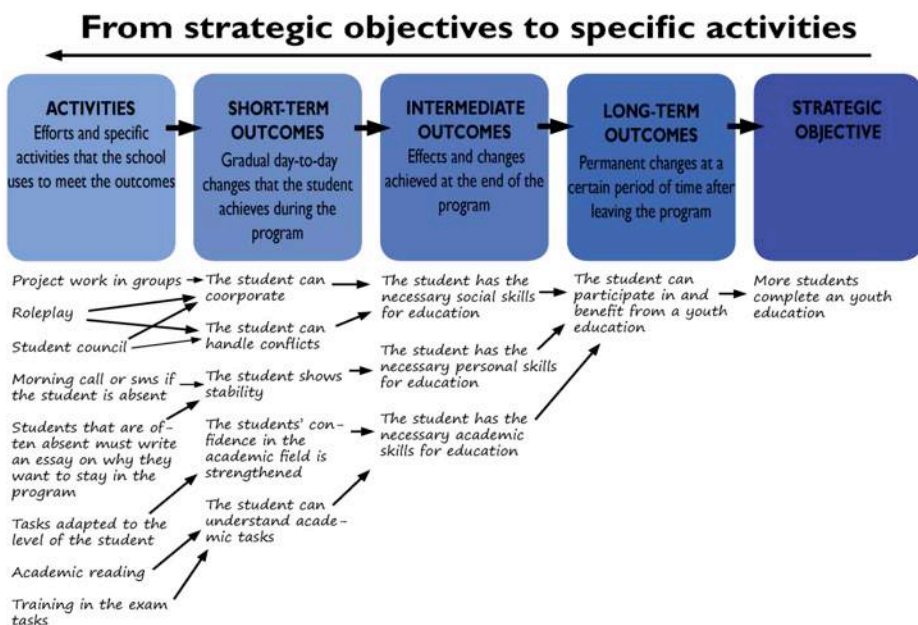 From strategic objectives to specific activities
ACTIVITIES
Efforts and specific
activities that the school
uses to meet the outcomes
SHORT-TERM
OUTCOMES
Gradual day-to-day
changes that the student
achieves during the
program
INTERMEDIATE
OUTCOMES
Effects and changes
achieved at the end of the
program
LONG-TERM
OUTCOMES
Permanent changes at a
certain period of time after
leaving the program
STRATEGIC
OBJECTIVE
Project work in groups
Roleplay
Student council
Morning call or sms if
the student is absent
Students that are of-
ten absent must write
an essay on why they
want to stay in the
program
Tasks adapted to the
level of the student
Academic reading
Training in the exam
tasks
The student can
coorporate
The student can
handle conflicts
The student shows
stability
The students' con-
fidence in the
academic field is
strengthened
The student can
understand acade-
mic tasks
The student has the
necessary social skills
for education
The student has the
necessary personal skills
for education
The student has the
necessary academic
skills for education
The student can
participate in and
benefit from a youth
education
More students
complete an youth
education